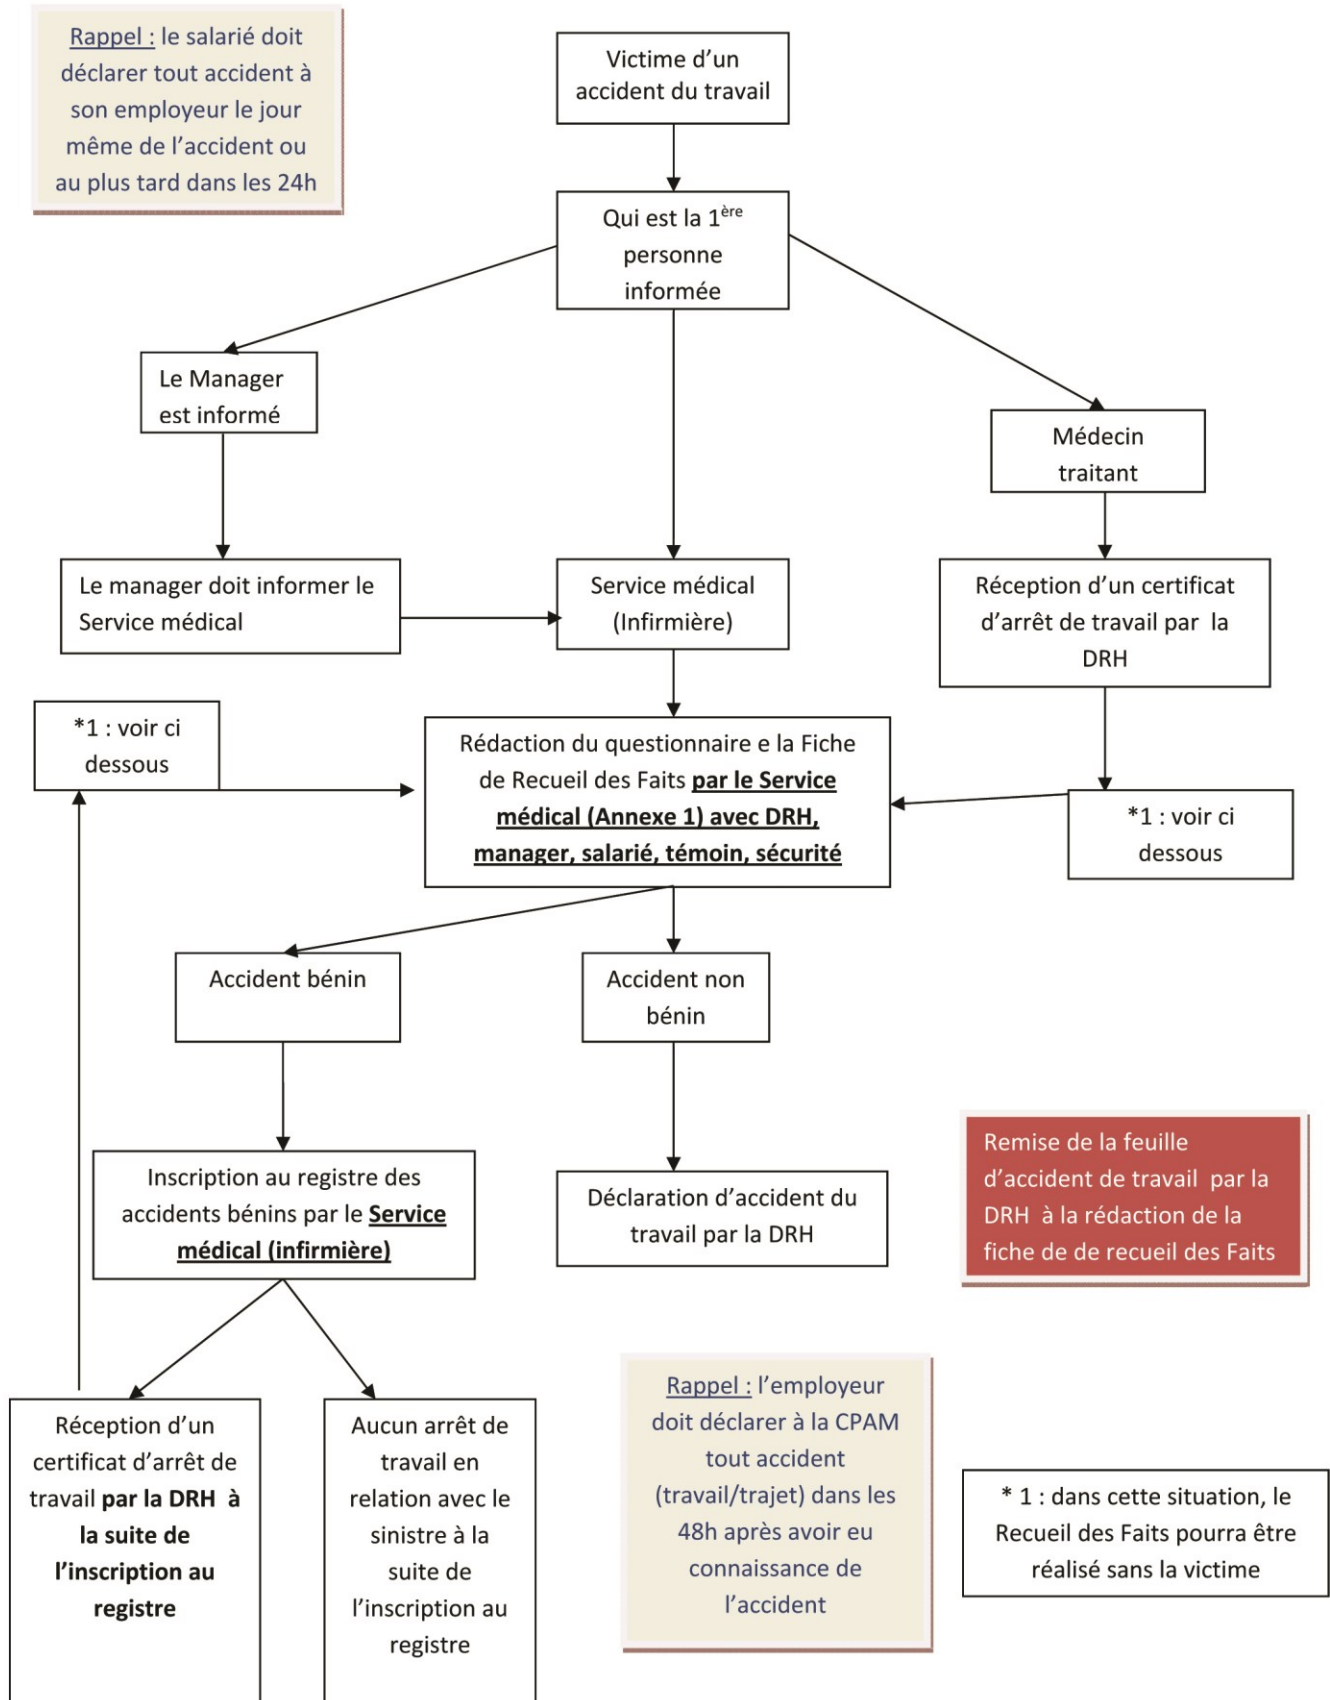 Rappel : le salarié doit
déclarer tout accident à
son employeur le jour
même de l’accident ou
au plus tard dans les 24h
Victime d’un
accident du travail
Qui est la 1ère
personne
informée
Le Manager
est informé
Médecin
traitant
Le manager doit informer le
Service médical
Service médical
(Infirmière)
Réception d’un certificat
d’arrêt de travail par la
DRH
*1 : voir ci
dessous
Rédaction du questionnaire e la Fiche
de Recueil des Faits par le Service
médical (Annexe 1) avec DRH,
manager, salarié, témoin, sécurité
*1 : voir ci
dessous
Accident bénin
Accident non
bénin
Inscription au registre des
accidents bénins par le Service
médical (infirmière)
Déclaration d’accident du
travail par la DRH
Remise de la feuille
d’accident de travail par la
DRH à la rédaction de la
fiche de de recueil des Faits
Réception d’un
certificat d’arrêt de
travail par la DRH à
la suite de
l’inscription au
registre
Aucun arrêt de
travail en
relation avec le
sinistre à la
suite de
l’inscription au
registre
Rappel : l’employeur
doit déclarer à la CPAM
tout accident
(travail/trajet) dans les
48h après avoir eu
connaissance de
l’accident
* 1 : dans cette situation, le
Recueil des Faits pourra être
réalisé sans la victime